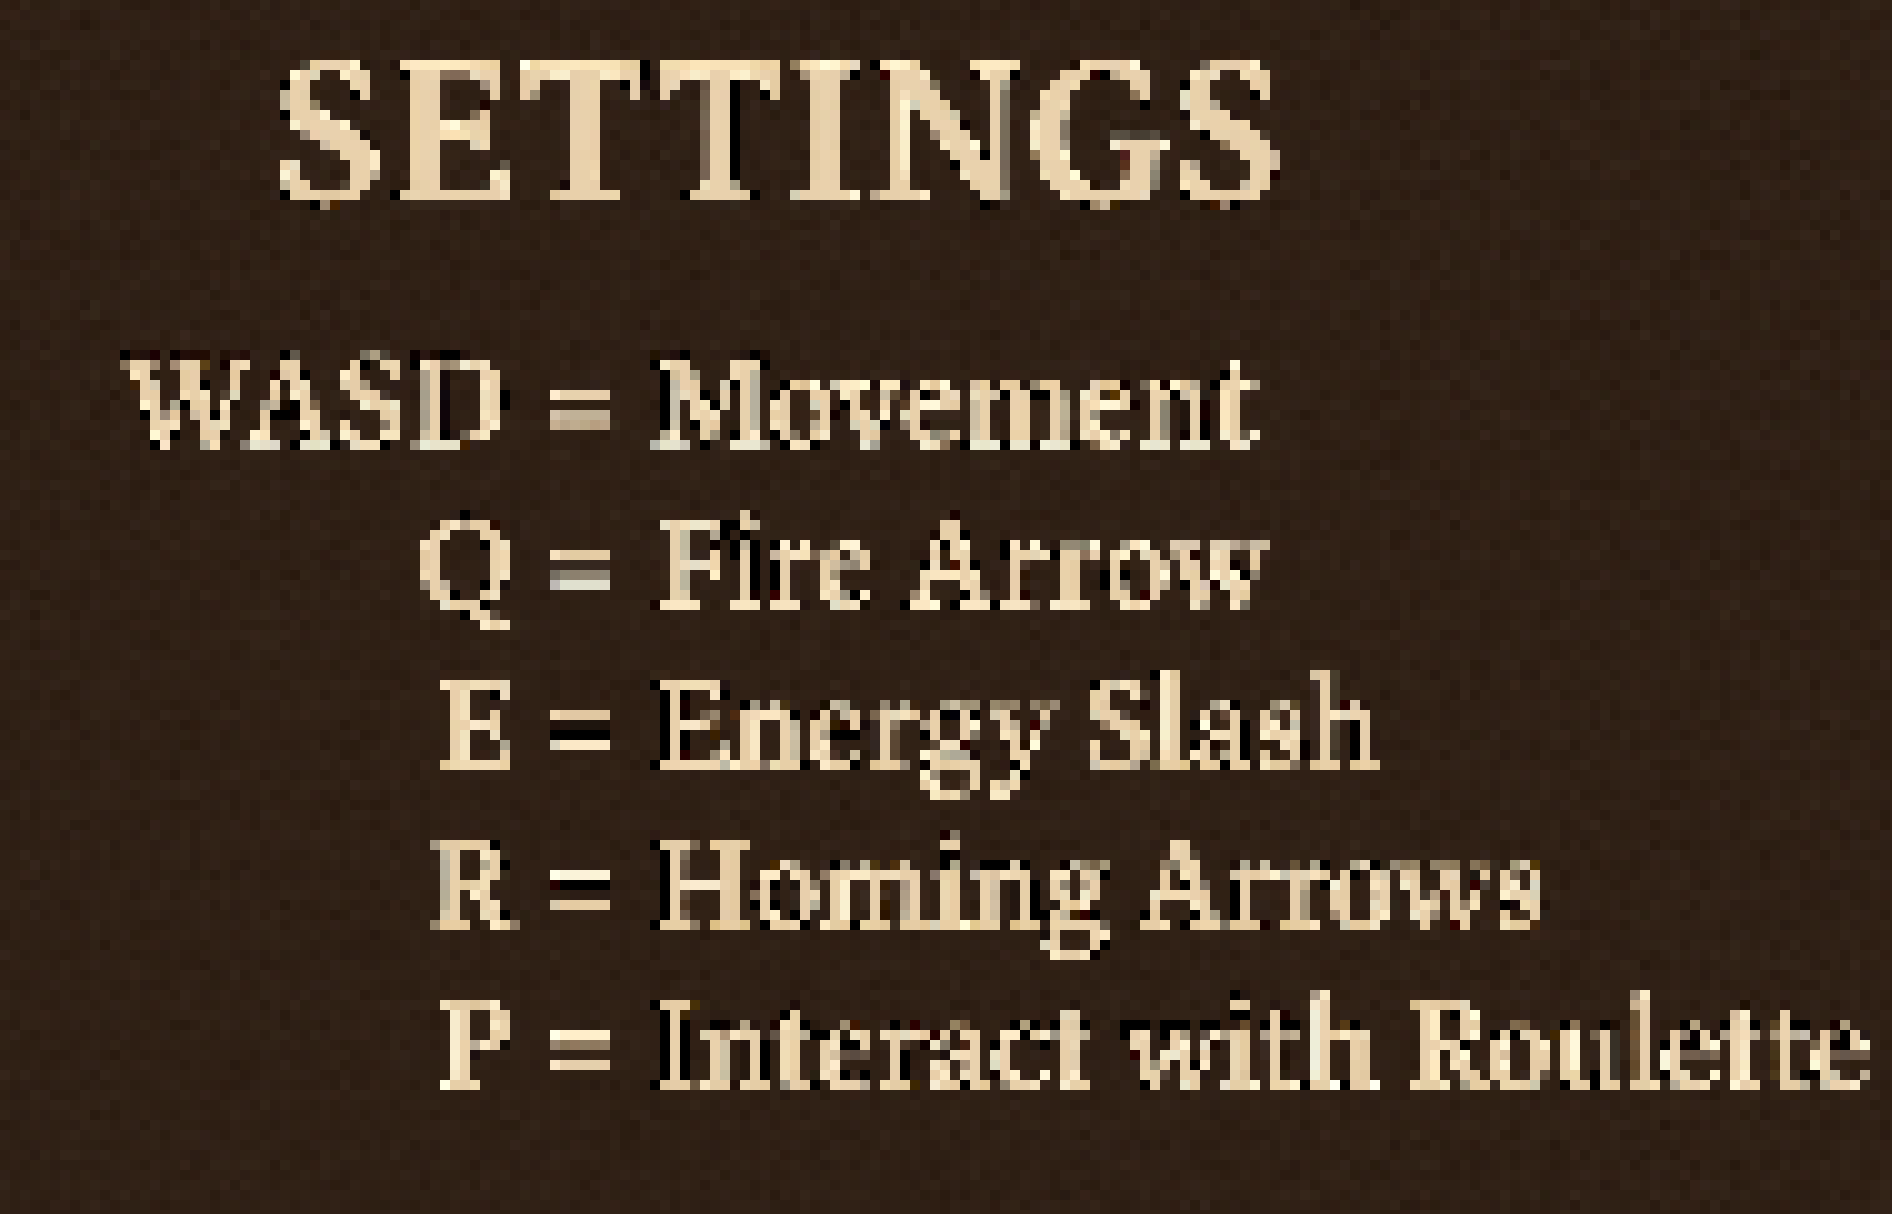 SETTINGS
WASD = Movement
Q = Fire Arrow
E = Energy Slash
R = Homing Arrows
P = Interact with Roulette